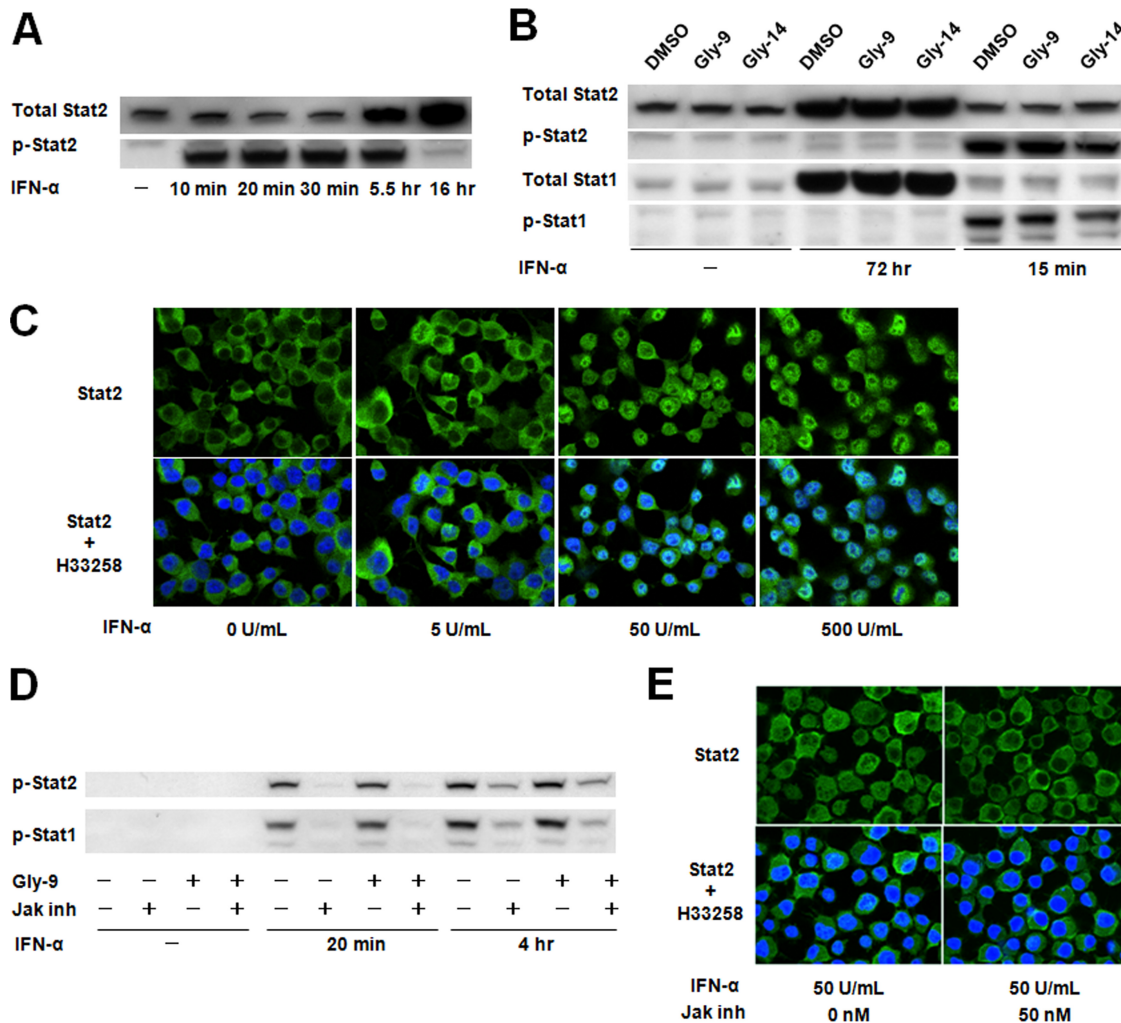 A
Total Stat2
p-Stat2
IFN-α – 10 min 20 min 30 min 5.5 hr 16 hr
B
DMSO Gly-9 Gly-14 DMSO Gly-9 Gly-14 DMSO Gly-9 Gly-14
Total Stat2
p-Stat2
Total Stat1
p-Stat1
IFN-α – 72 hr 15 min
C
Stat2
Stat2
+
H33258
IFN-α 0 U/mL 5 U/mL 50 U/mL 500 U/mL
D
p-Stat2
p-Stat1
Gly-9 – – + + – – + + – – + +
Jak inh – + – + – + – + – + – +
IFN-α – 20 min 4 hr
E
Stat2
Stat2
+
H33258
IFN-α 50 U/mL 50 U/mL
Jak inh 0 nM 50 nM